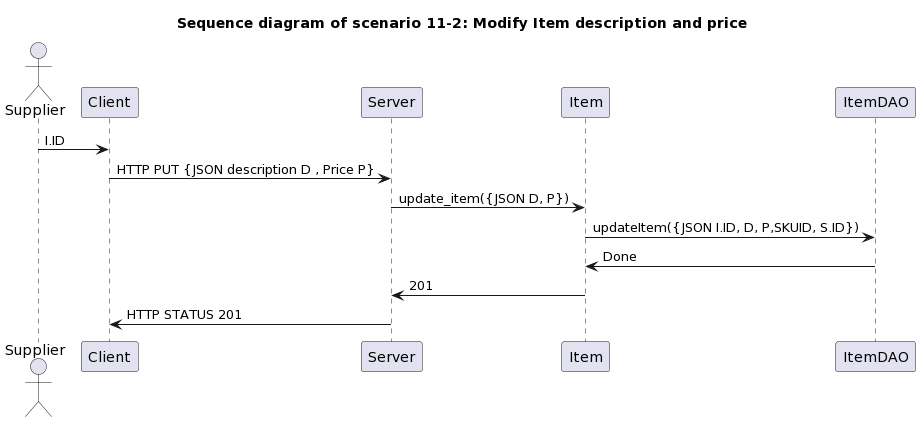 Sequence diagram of scenario 11-2: Modify Item description and price
Supplier Client Server Item ItemDAO
I.ID
HTTP PUT {JSON description D , Price P}
update_item({JSON D, P})
updateItem({JSON I.ID, D, P,SKUID, S.ID})
Done
201
HTTP STATUS 201
Supplier Client Server Item ItemDAO